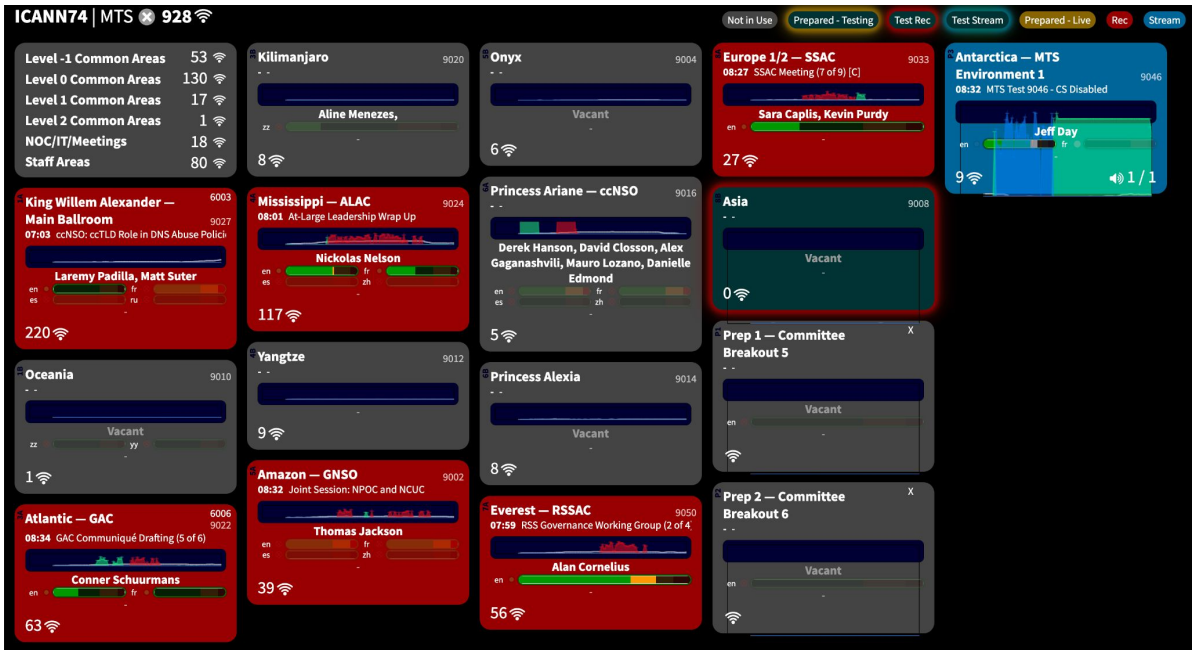 ICANN74 | MTS 928
Not in Use Prepared - Testing Test Rec Test Stream Prepared - Live Rec Stream
Level -1 Common Areas 53
Level 0 Common Areas 130
Level 1 Common Areas 17
Level 2 Common Areas 1
NOC/IT/Meetings 18
Staff Areas 80
King Willem Alexander — 6003
Main Ballroom 9027
07:03 ccNSO: ccTLD Role in DNS Abuse Polici
Laremy Padilla, Matt Suter
en fr
es ru
-
220
Oceania 9010
- -
Vacant
zz yy
-
1
Atlantic — GAC 6006
9022
08:34 GAC Communiqué Drafting (5 of 6)
Conner Schuurmans
en fr
-
63
Kilimanjaro 9020
- -
Aline Menezes,
zz
-
8
Mississippi — ALAC 9024
08:01 At-Large Leadership Wrap Up
Nickolas Nelson
en fr
es zh
-
117
Yangtze 9012
- -
-
9
Amazon — GNSO 9002
08:32 Joint Session: NPOC and NCUC
Thomas Jackson
en fr
es zh
-
39
Onyx 9004
- -
Vacant
-
6
Princess Ariane — ccNSO 9016
- -
Derek Hanson, David Closson, Alex
Gaganashvili, Mauro Lozano, Danielle
Edmond
en fr
es zh
-
5
Princess Alexia 9014
- -
Vacant
-
8
Everest — RSSAC 9050
07:59 RSS Governance Working Group (2 of 4
Alan Cornelius
en
-
56
Europe 1/2 — SSAC 9033
08:27 SSAC Meeting (7 of 9) [C]
Sara Caplis, Kevin Purdy
en
-
27
Asia 9008
- -
Vacant
-
0
Prep 1 — Committee X
Breakout 5
- -
Vacant
en
-
Prep 2 — Committee X
Breakout 6
- -
Vacant
en
-
Antarctica — MTS
Environment 1 9046
08:32 MTS Test 9046 - CS Disabled
Jeff Day
en fr
-
9 1 / 1